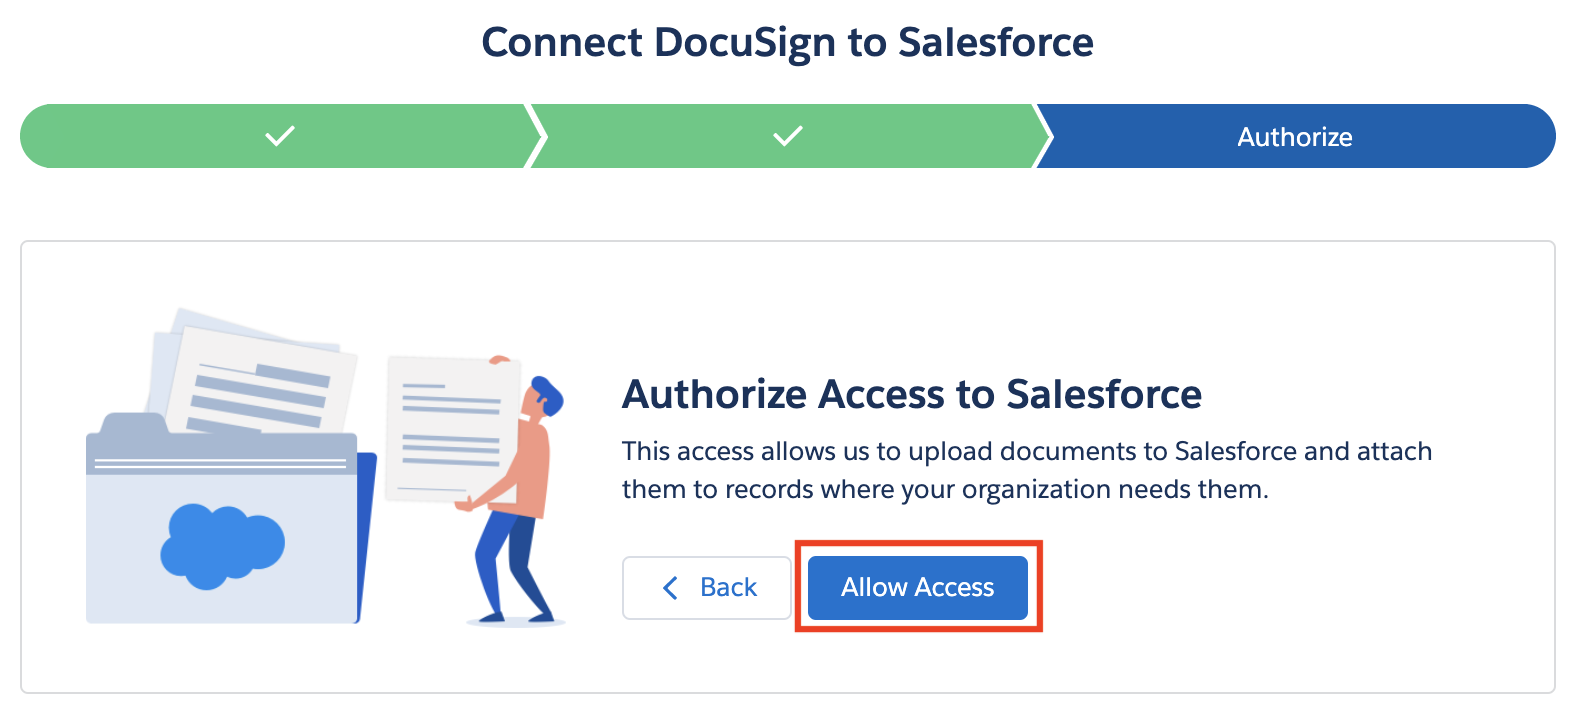 Connect DocuSign to Salesforce
Authorize
Authorize Access to Salesforce
This access allows us to upload documents to Salesforce and attach
them to records where your organization needs them.
Back
Allow Access